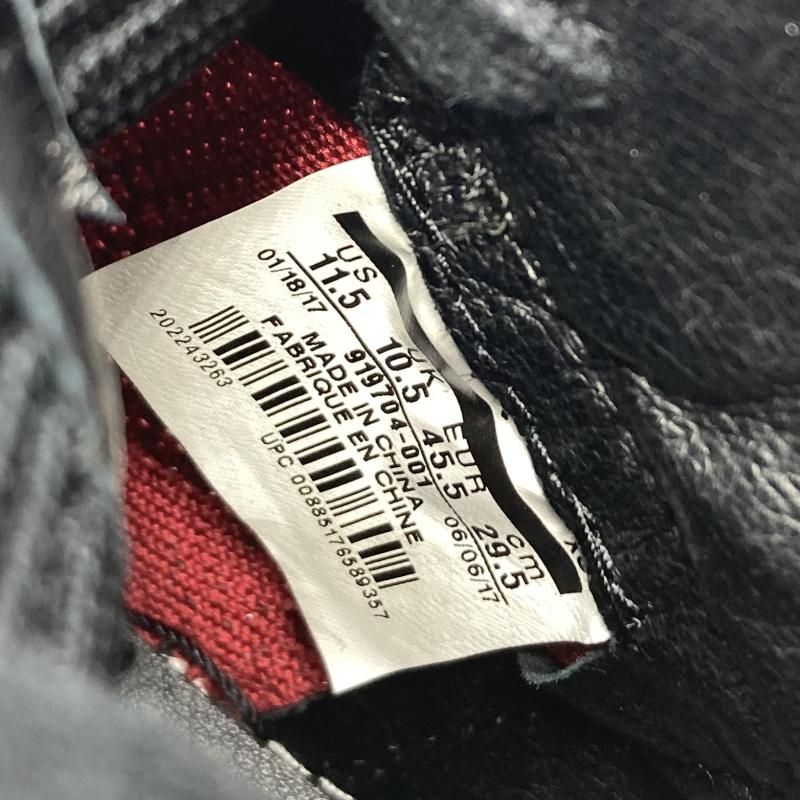 US UK EUR cm
11.5 10.5 45.5 29.5
01/18/17 919704-001 06/06/17
MADE IN CHINA
FABRIQUE EN CHINE
202243263
UPC 00885176589357